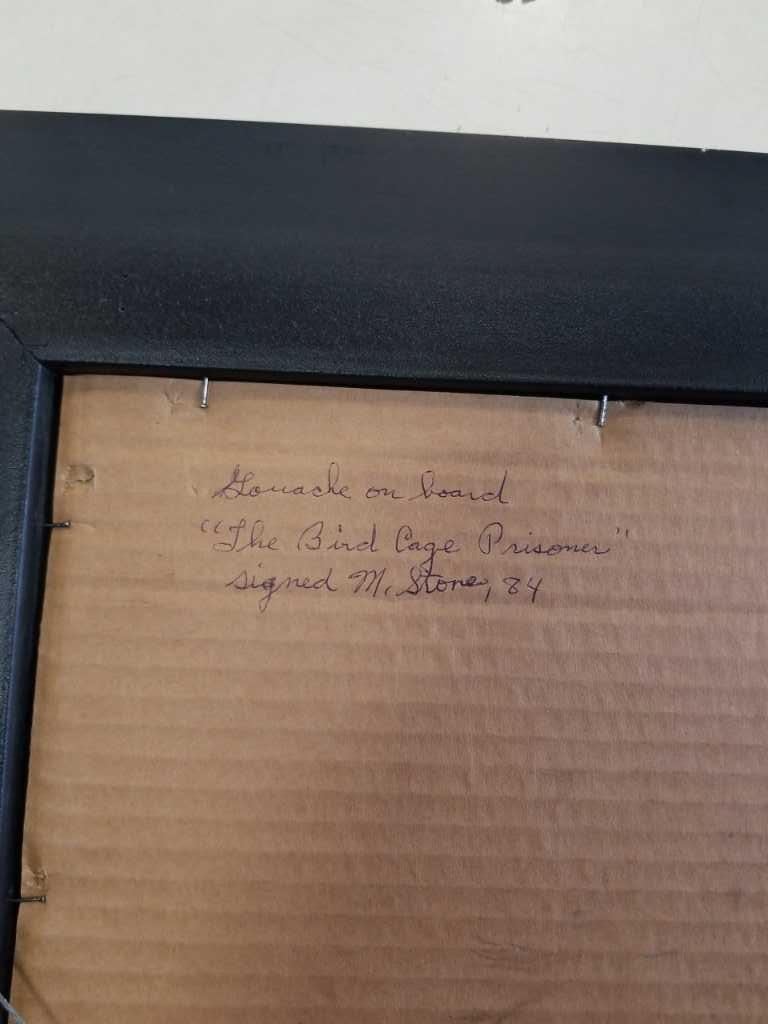 Gouache on board
"The Bird Cage Prisoner"
signed M. Stone, 84